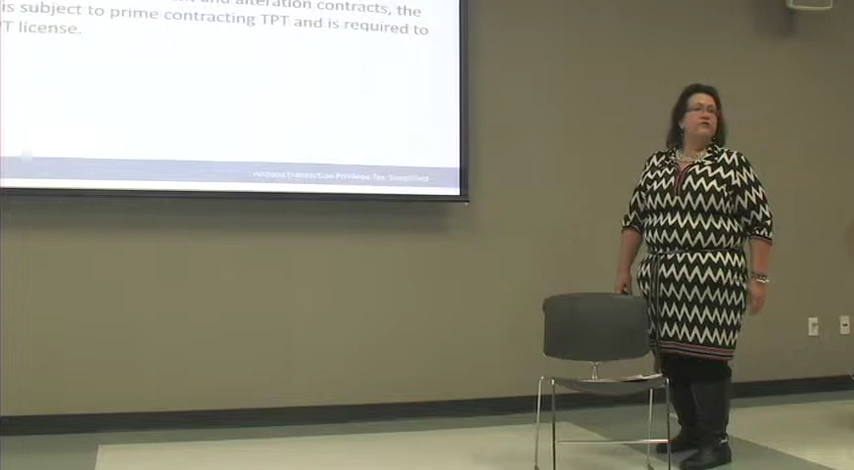 and alteration contracts, the
is subject to prime contracting TPT and is required to
PT license.
Arizona Transaction Privilege Tax Simplified